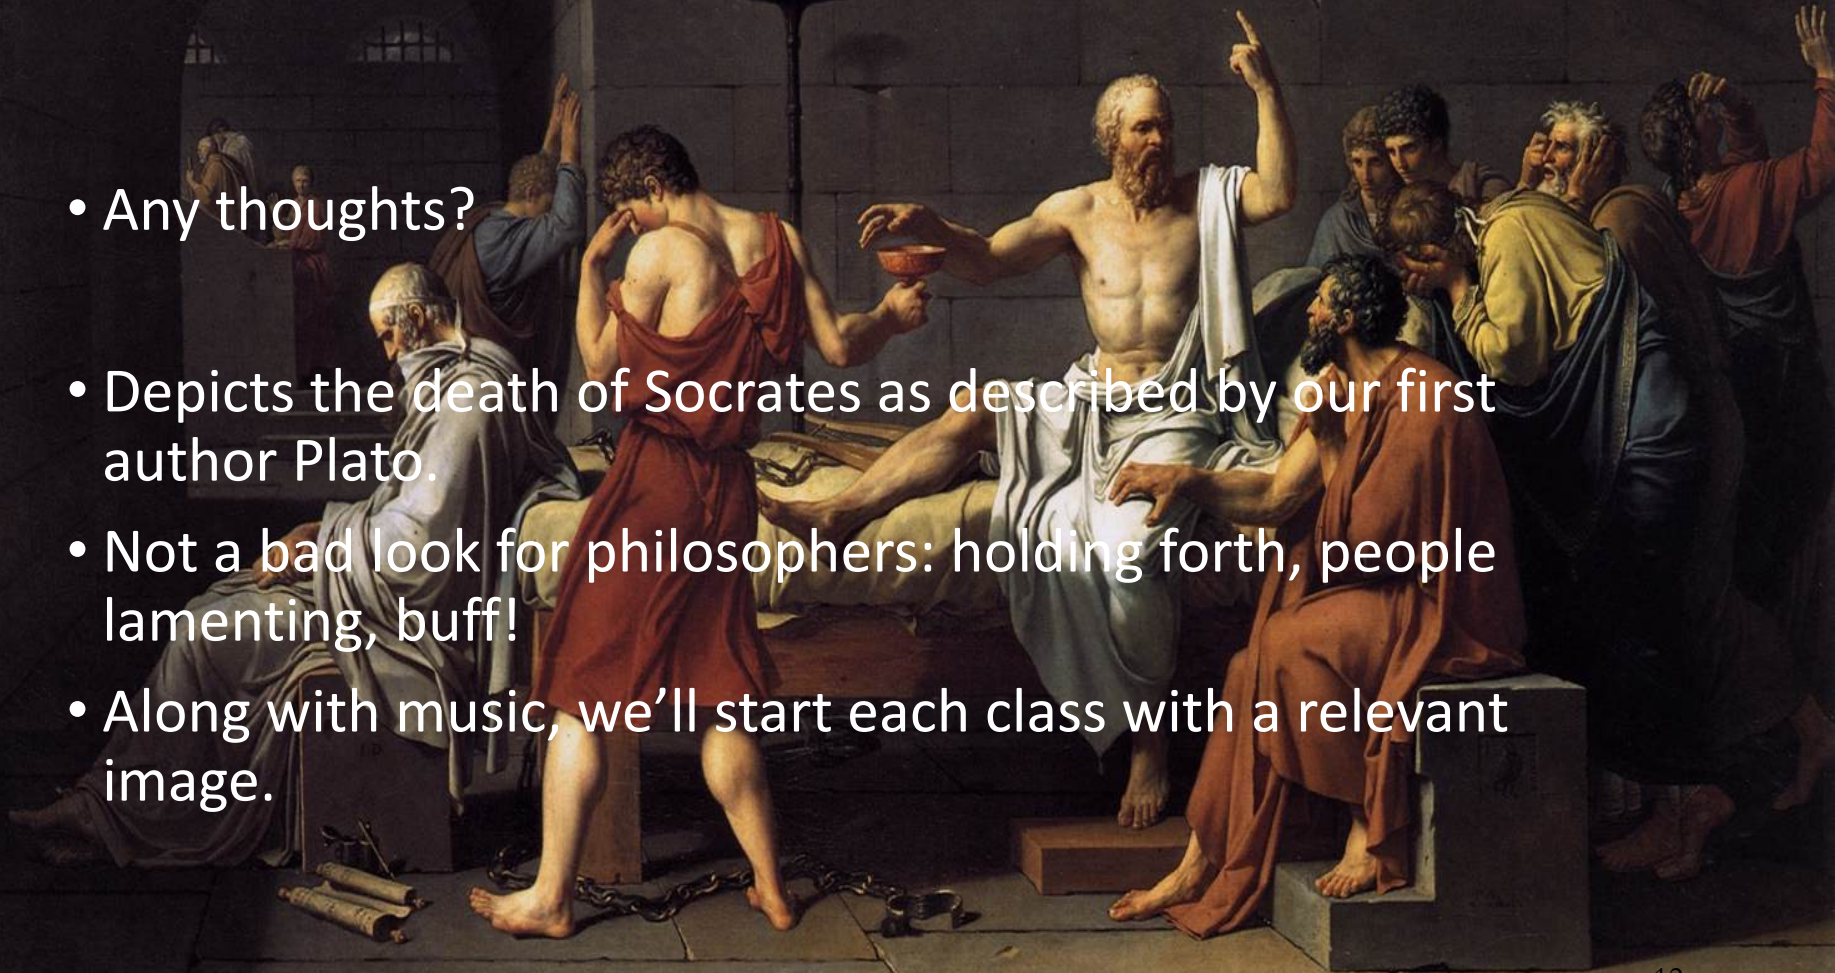 • Any thoughts?
• Depicts the death of Socrates as described by our first
author Plato.
• Not a bad look for philosophers: holding forth, people
lamenting, buff!
• Along with music, we’ll start each class with a relevant
image.